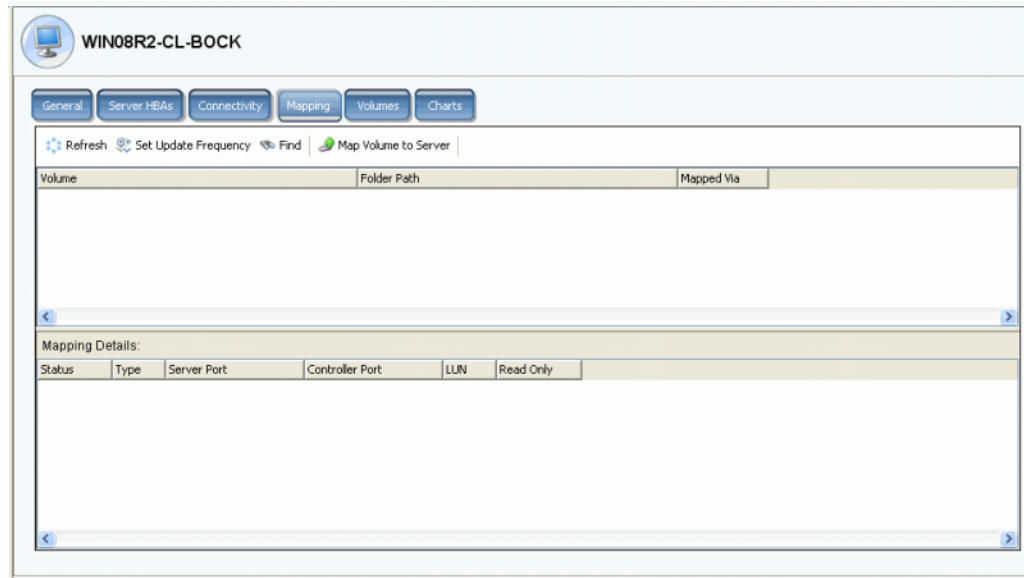 WIN08R2-CL-BOCK
General Server HBAs Connectivity Mapping Volumes Charts
Refresh Set Update Frequency Find Map Volume to Server
Volume Folder Path Mapped Via
Mapping Details:
Status Type Server Port Controller Port LUN Read Only